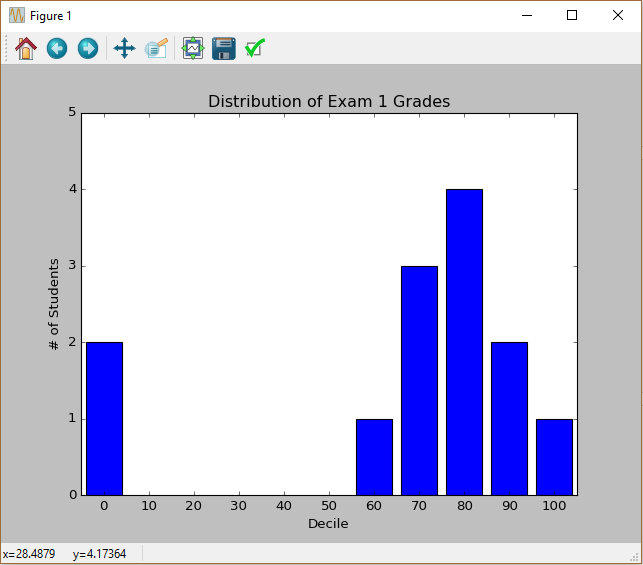 Figure 1
Distribution of Exam 1 Grades
5
4
3
2
1
0
# of Students
0 10 20 30 40 50 60 70 80 90 100
Decile
x=28.4879 y=4.17364